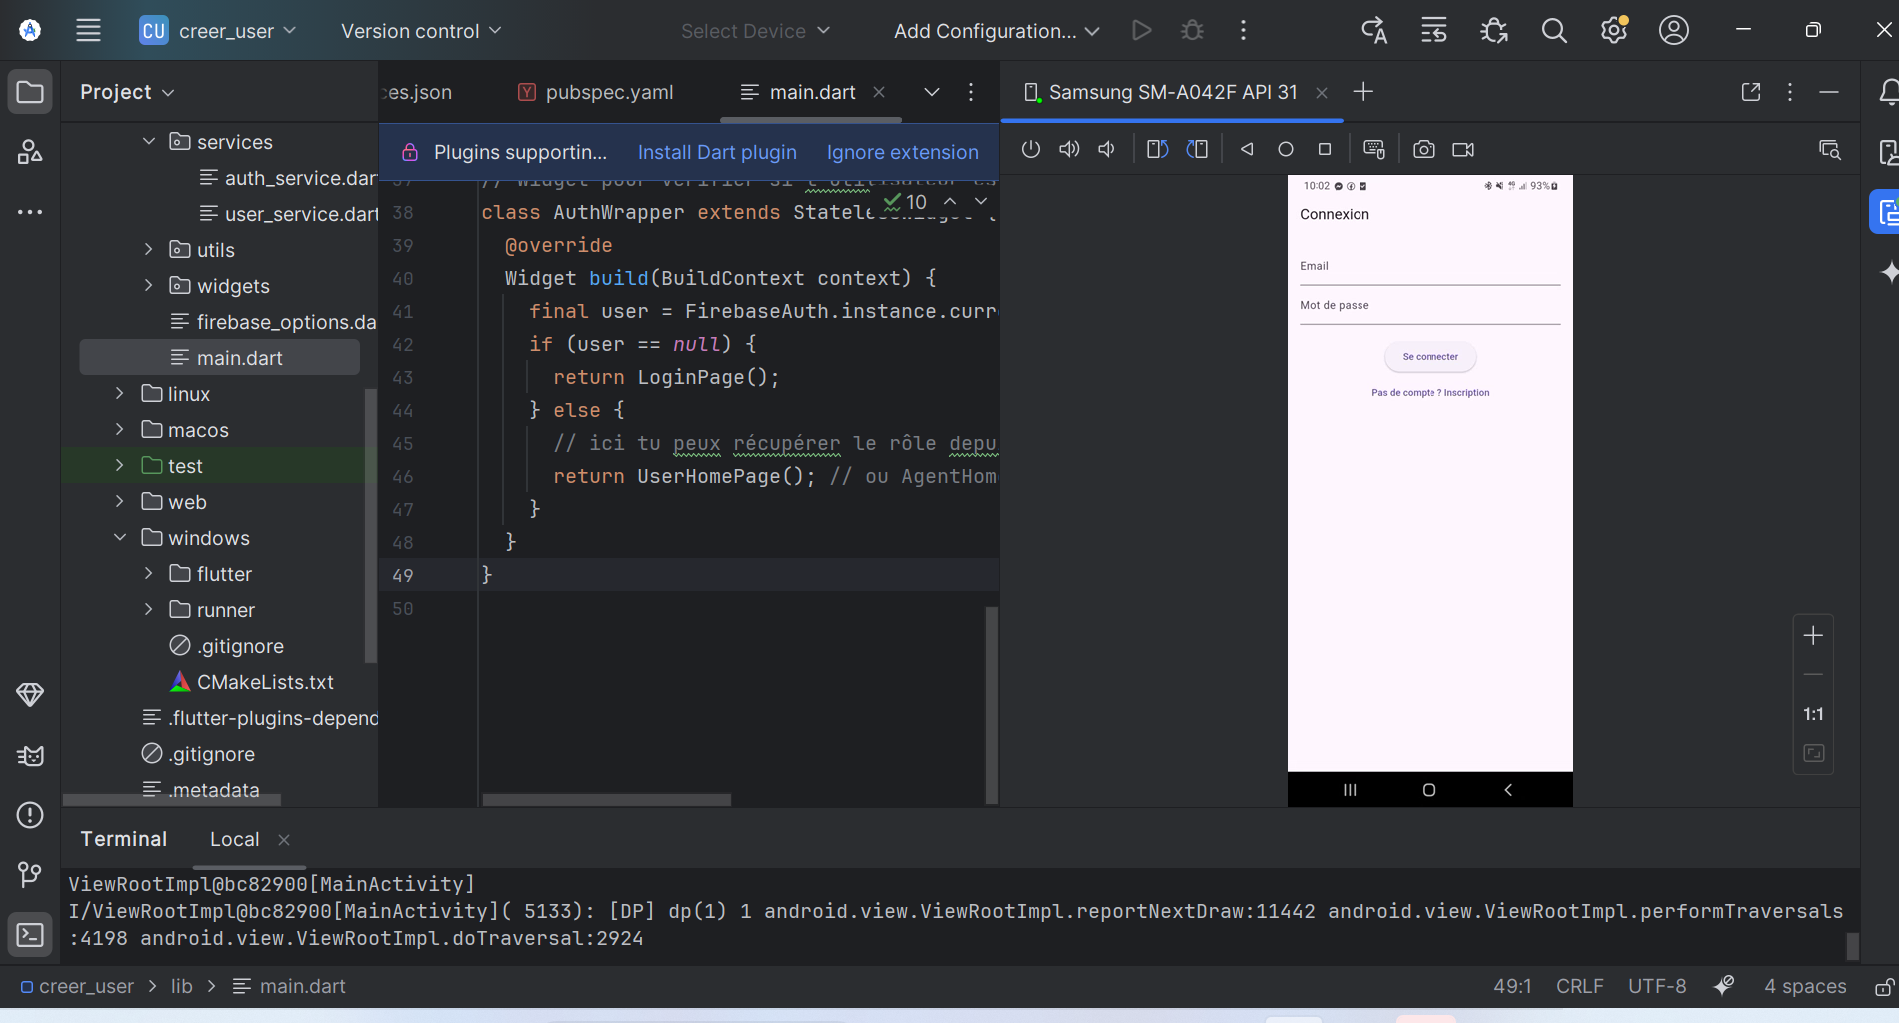 CU creer_user
Version control
Select Device
Add Configuration...
Project
services
auth_service.dar
user_service.dart
utils
widgets
firebase_options.da
main.dart
linux
macos
test
web
windows
flutter
runner
.gitignore
CMakeLists.txt
.flutter-plugins-depend
.gitignore
.metadata
ces.json
pubspec.yaml
main.dart
Plugins supportin...
Install Dart plugin
Ignore extension
10
37 // Widget pour vérifier si l'utilisateur es
38 class AuthWrapper extends StatelessWidget {
39 @override
40 Widget build(BuildContext context) {
41 final user = FirebaseAuth.instance.curre
42 if (user == null) {
43 return LoginPage();
44 } else {
45 // ici tu peux récupérer le rôle depu
46 return UserHomePage(); // ou AgentHom
47 }
48 }
49 }
50
Samsung SM-A042F API 31
10:02
93%
Connexion
Email
Mot de passe
Se connecter
Pas de compte ? Inscription
1:1
Terminal
Local
ViewRootImpl@bc82900[MainActivity]
I/ViewRootImpl@bc82900[MainActivity]( 5133): [DP] dp(1) 1 android.view.ViewRootImpl.reportNextDraw:11442 android.view.ViewRootImpl.performTraversals
:4198 android.view.ViewRootImpl.doTraversal:2924
creer_user > lib > main.dart
49:1
CRLF
UTF-8
4 spaces